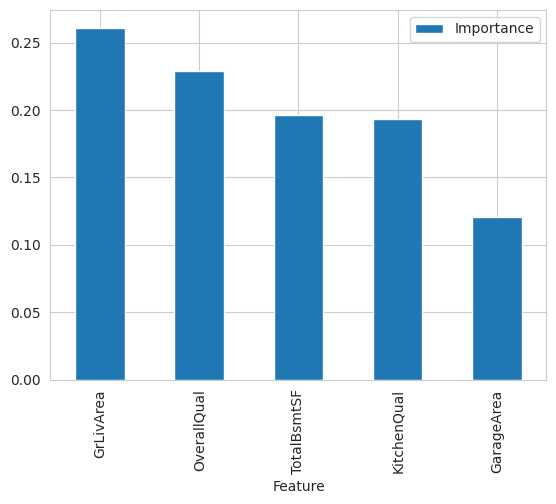 Importance
0.25
0.20
0.15
0.10
0.05
0.00
GrLivArea
OverallQual
TotalBsmtSF
KitchenQual
GarageArea
Feature